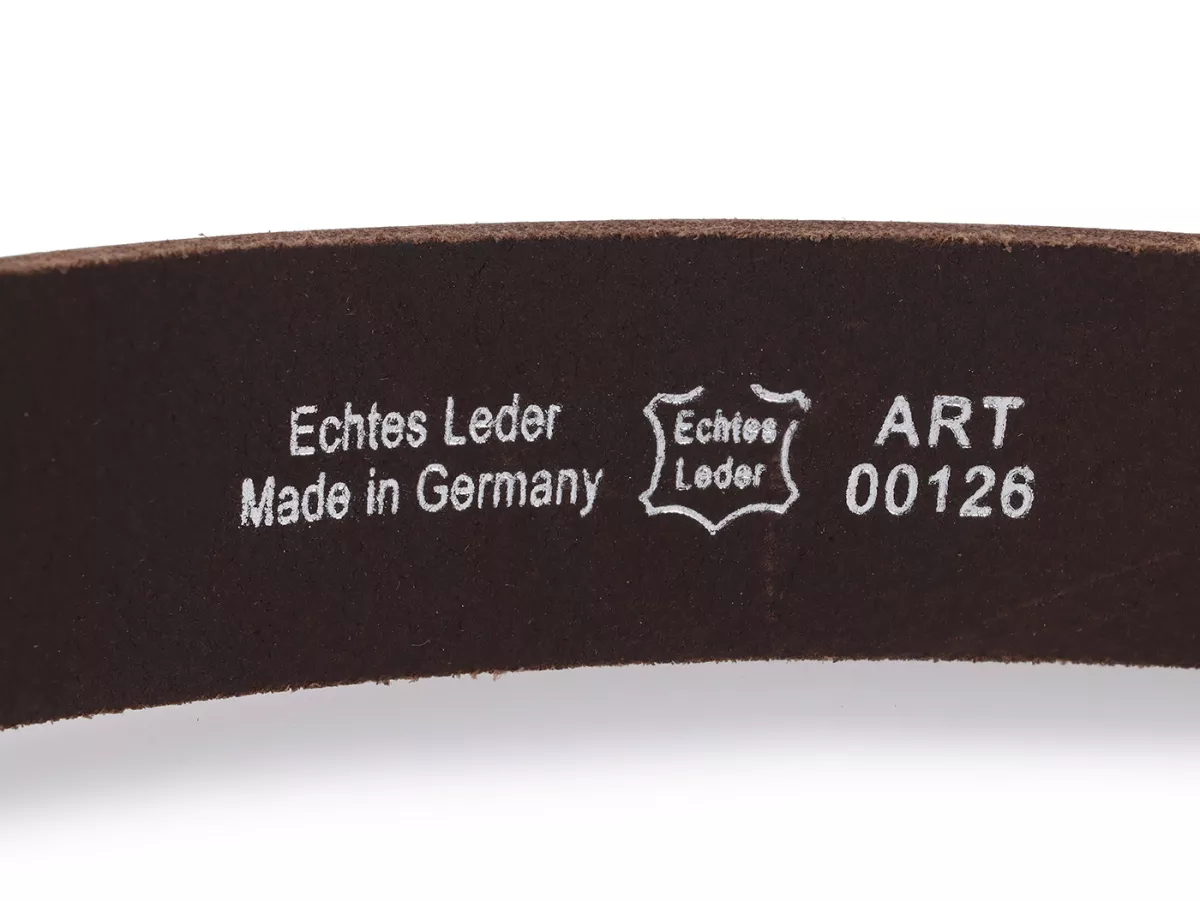 Echtes Leder
Made in Germany
Echtes
Leder
ART
00126